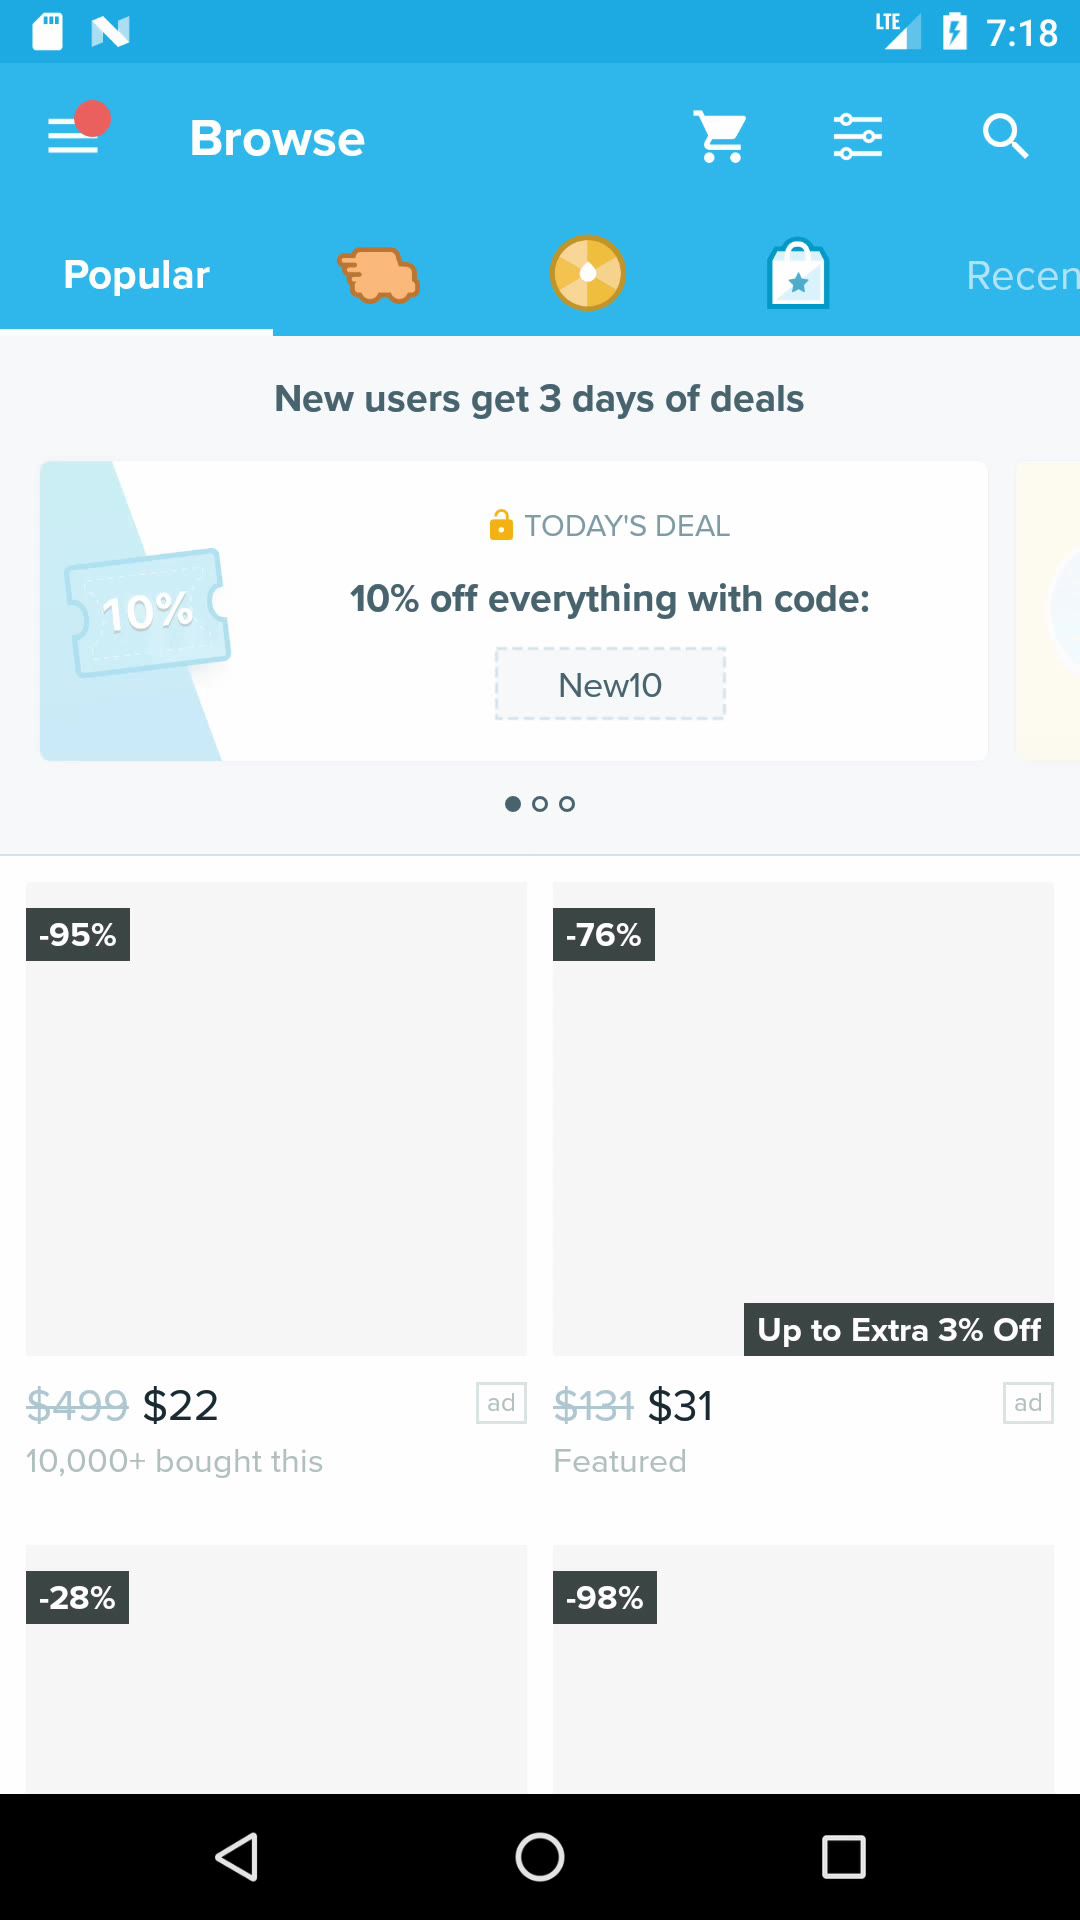 LTE 7:18
Browse
Popular
Recen
New users get 3 days of deals
TODAY'S DEAL
10% off everything with code:
10%
New10
-95%
-76%
Up to Extra 3% Off
$499 $22 ad
$131 $31 ad
10,000+ bought this
Featured
-28%
-98%